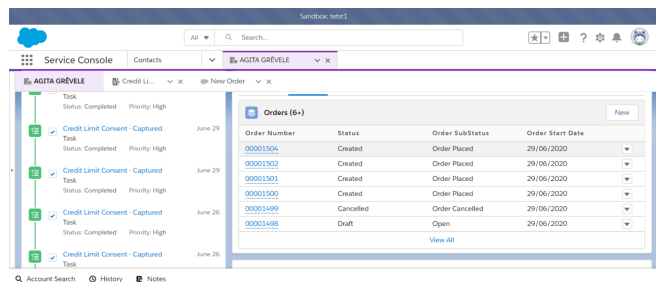 Sandbox: tetst1
All Search...
Service Console Contacts AGITA GRĒVELE
AGITA GRĒVELE Credit Li... New Order
Task
Status: Completed Priority: High
Credit Limit Consent - Captured June 29
Task
Status: Completed Priority: High
Credit Limit Consent - Captured June 29
Task
Status: Completed Priority: High
Credit Limit Consent - Captured June 26
Task
Status: Completed Priority: High
Credit Limit Consent - Captured June 26
Task
Orders (6+) New
Order Number Status Order SubStatus Order Start Date
00001504 Created Order Placed 29/06/2020
00001502 Created Order Placed 29/06/2020
00001501 Created Order Placed 29/06/2020
00001500 Created Order Placed 29/06/2020
00001499 Cancelled Order Cancelled 29/06/2020
00001498 Draft Open 29/06/2020
View All
Account Search History Notes